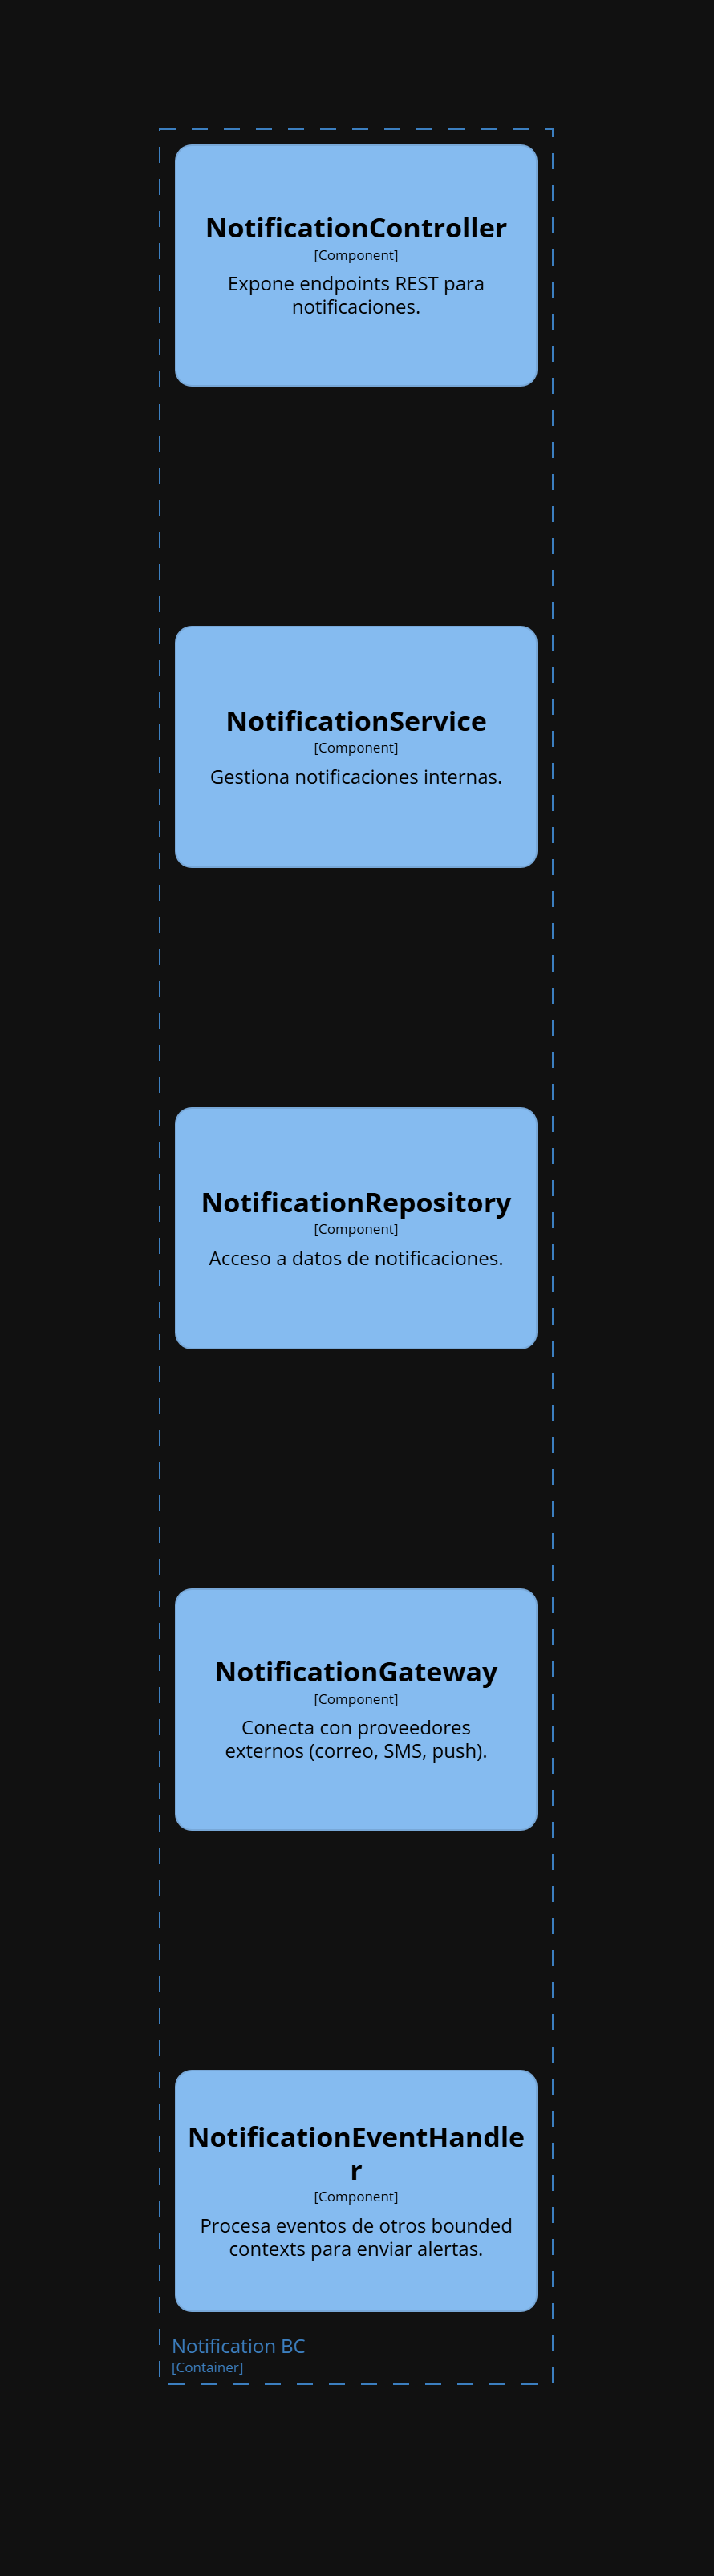 NotificationController
[Component]
Expone endpoints REST para
notificaciones.
NotificationService
[Component]
Gestiona notificaciones internas.
NotificationRepository
[Component]
Acceso a datos de notificaciones.
NotificationGateway
[Component]
Conecta con proveedores
externos (correo, SMS, push).
NotificationEventHandle
r
[Component]
Procesa eventos de otros bounded
contexts para enviar alertas.
Notification BC
[Container]